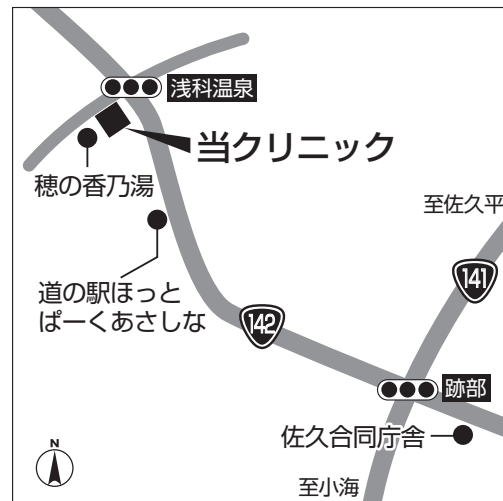 浅科温泉
当クリニック
穂の香乃湯
至佐久平
道の駅ほっと
ぱーくあさしな
141
142
跡部
佐久合同庁舎
至小海
N